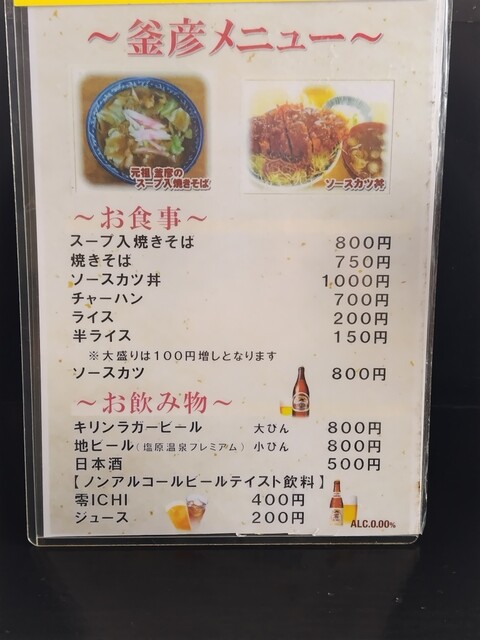 ～釜彦メニュー～
元祖 釜彦の
スープ入焼きそば
ソースカツ丼
～お食事～
スープ入焼きそば 800円
焼きそば 750円
ソースカツ丼 1,000円
チャーハン 700円
ライス 200円
半ライス 150円
※大盛りは100円増しとなります
ソースカツ 800円
～お飲み物～
キリンラガービール 大びん 800円
地ビール(塩原温泉プレミアム) 小びん 800円
日本酒 500円
【ノンアルコールビールテイスト飲料】
零ICHI 400円
ジュース 200円
ALC.0.00%